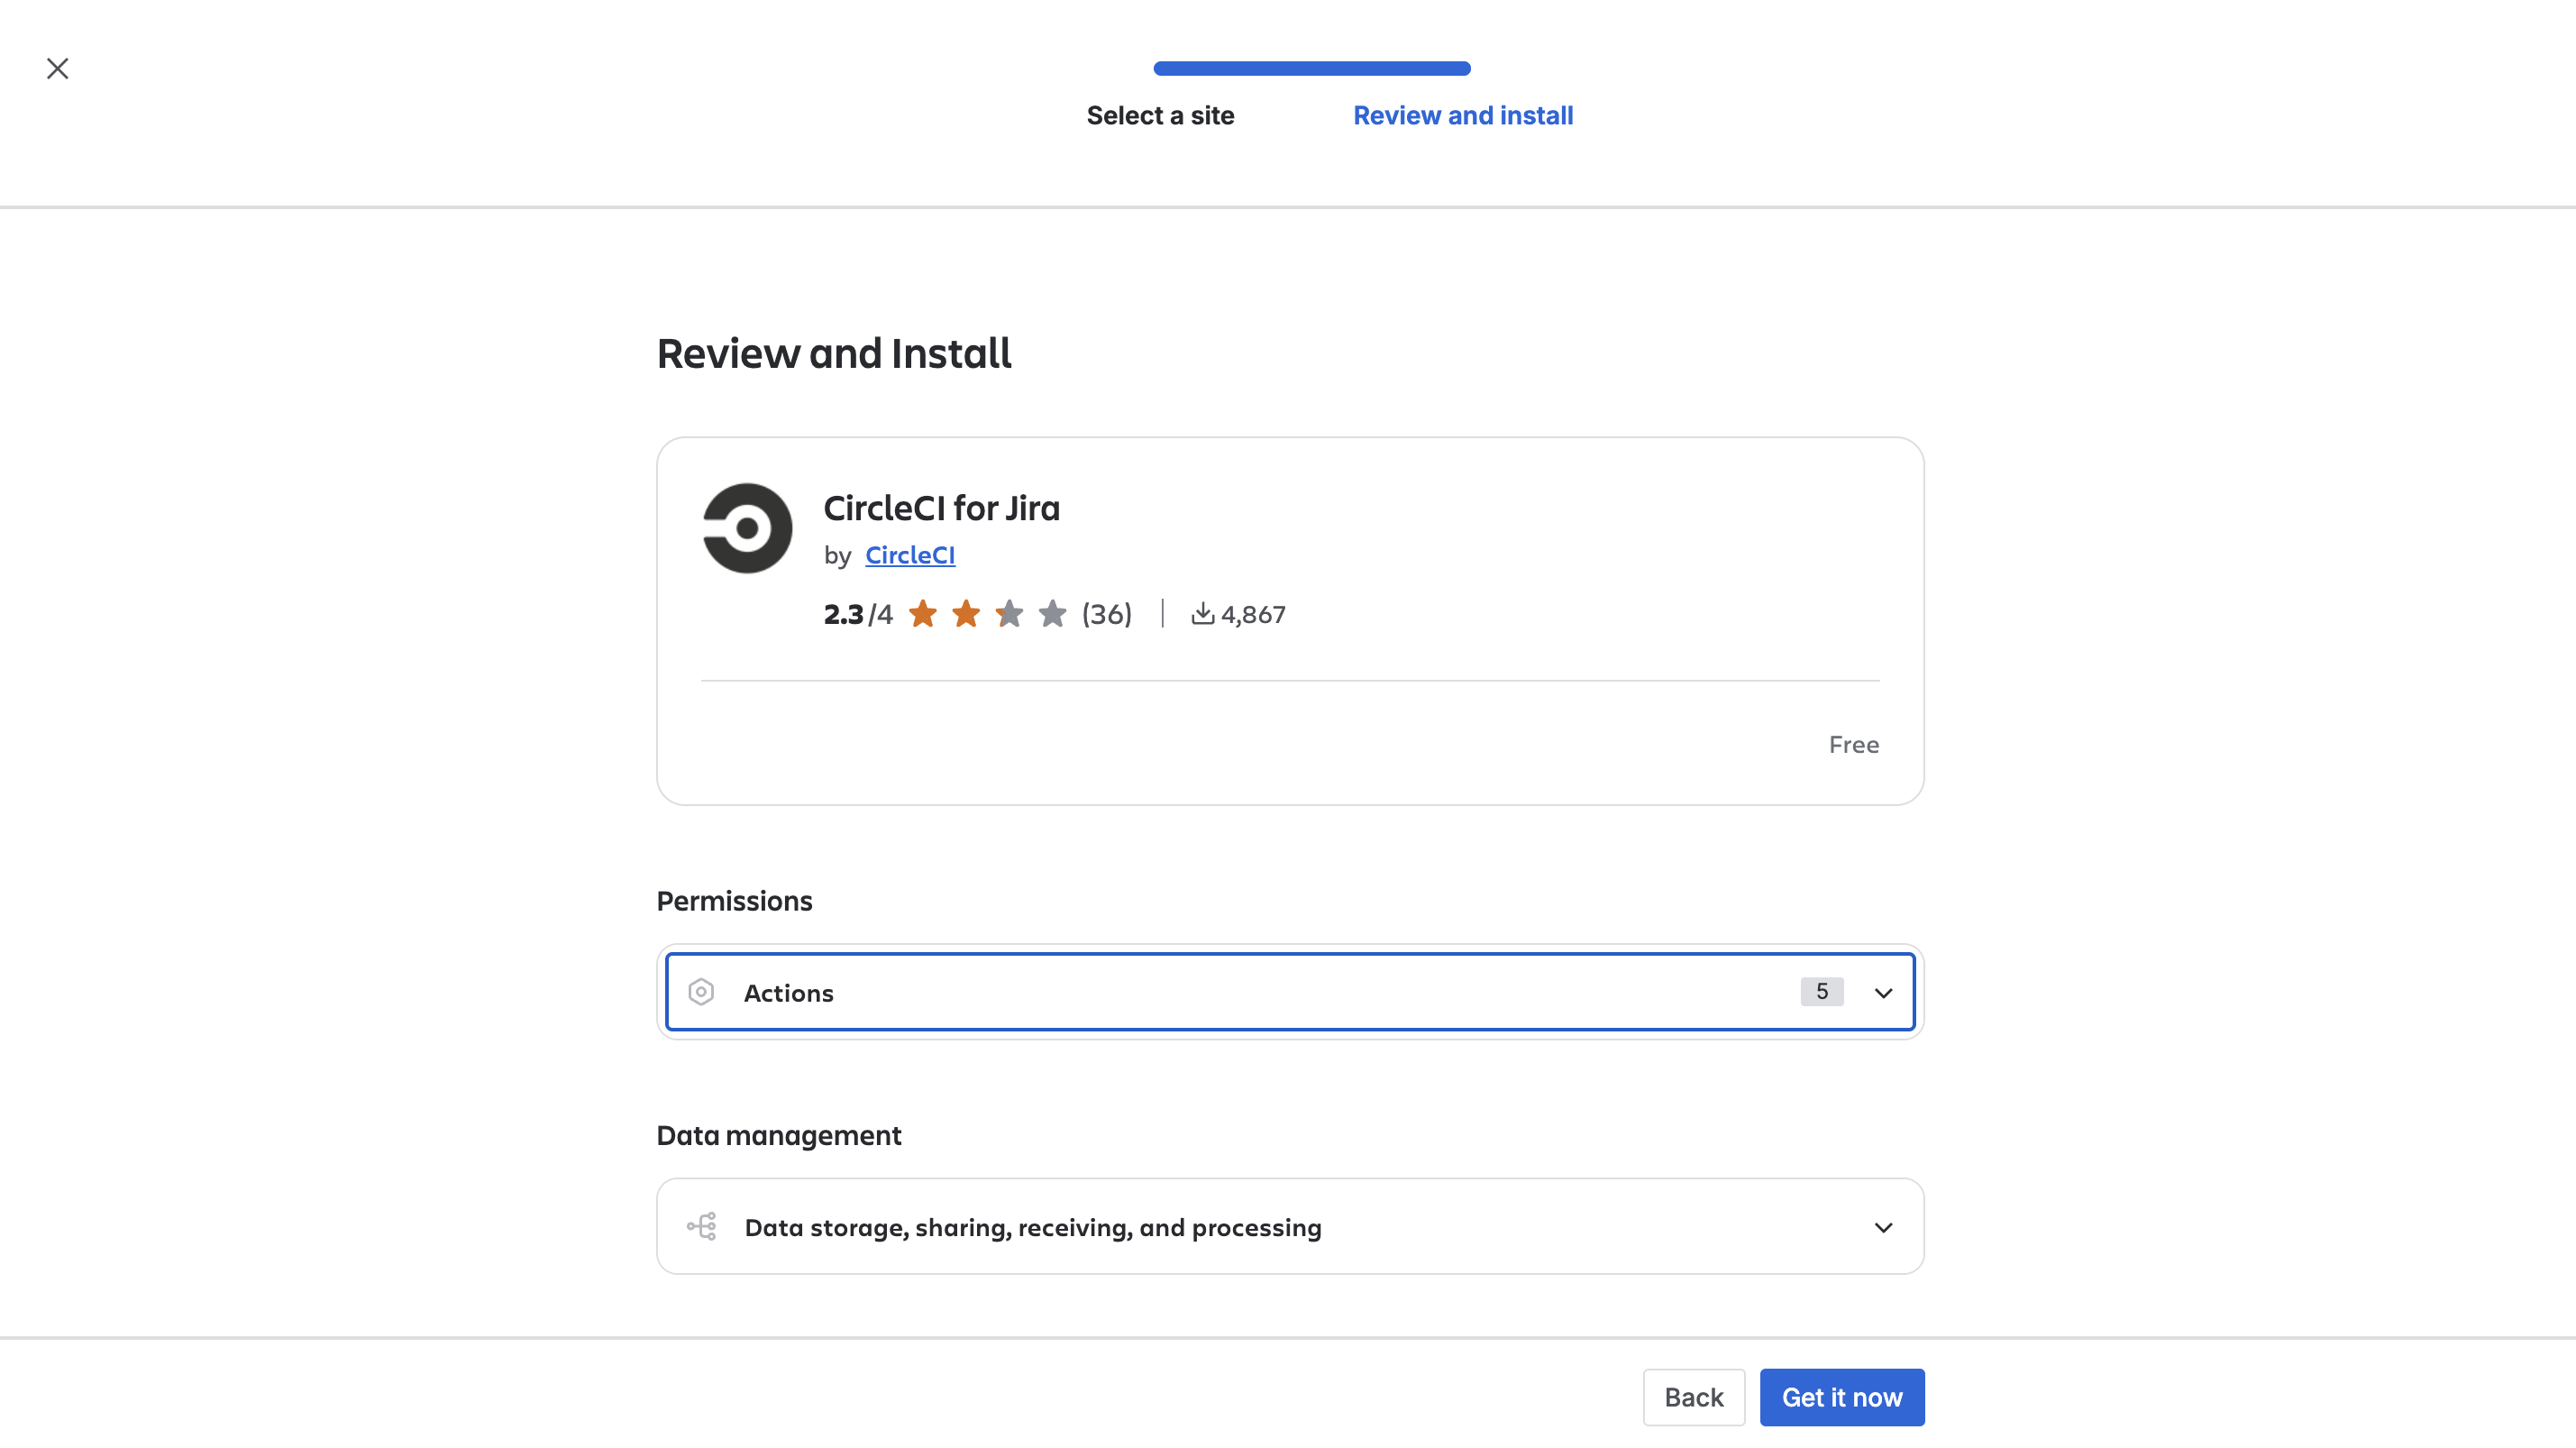 Select a site
Review and install
Review and Install
CircleCI for Jira
by CircleCI
2.3/4 (36) 4,867
Free
Permissions
Actions 5
Data management
Data storage, sharing, receiving, and processing
Back Get it now